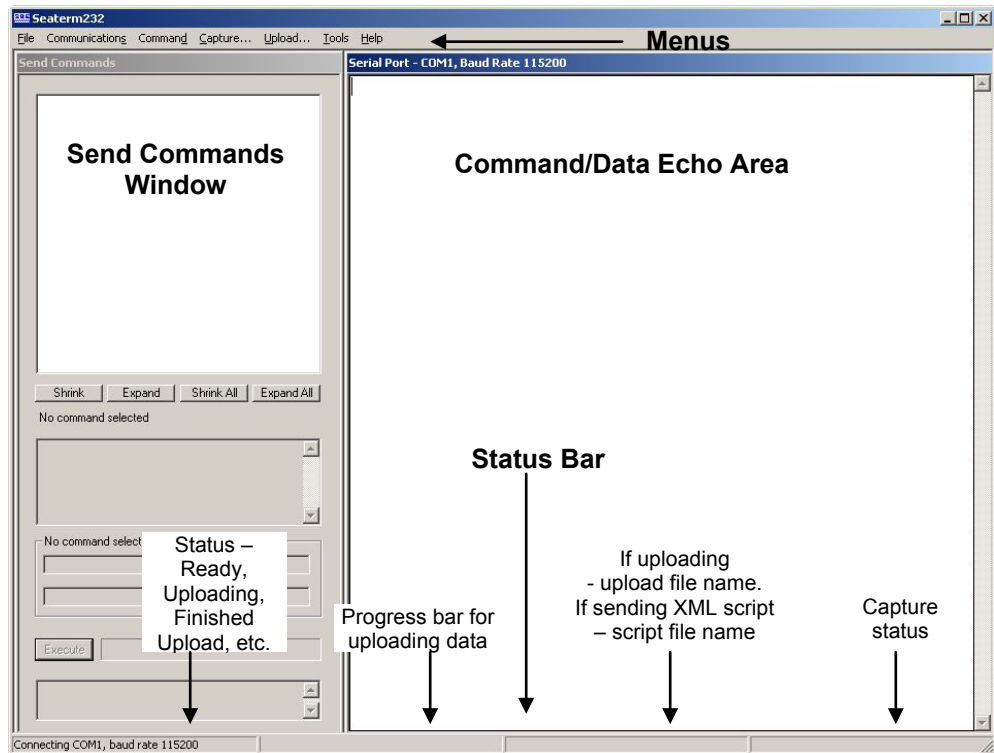 Seaterm232
File Communications Command Capture... Upload... Tools Help
Menus
Send Commands
Serial Port - COM1, Baud Rate 115200
Send Commands
Window
Command/Data Echo Area
Shrink Expand Shrink All Expand All
No command selected
Status Bar
No command select
Status –
Ready,
Uploading,
Finished
Upload, etc.
Progress bar for
uploading data
If uploading
- upload file name.
If sending XML script
– script file name
Capture
status
Execute
Connecting COM1, baud rate 115200